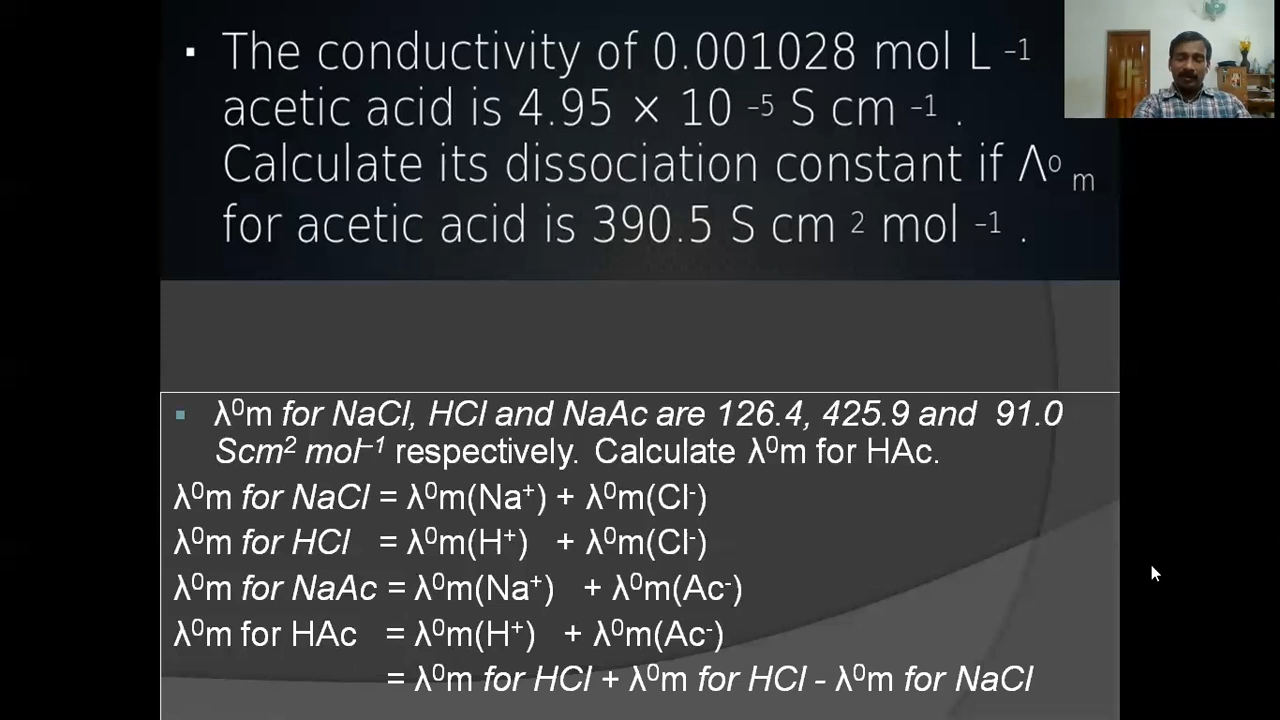 ▪ The conductivity of 0.001028 mol L ⁻¹
acetic acid is 4.95 × 10 ⁻⁵ S cm ⁻¹ .
Calculate its dissociation constant if Λ⁰ ₘ
for acetic acid is 390.5 S cm ² mol ⁻¹ .
▪ λ⁰m for NaCl, HCl and NaAc are 126.4, 425.9 and 91.0
Scm² mol⁻¹ respectively. Calculate λ⁰m for HAc.
λ⁰m for NaCl = λ⁰m(Na⁺) + λ⁰m(Cl⁻)
λ⁰m for HCl = λ⁰m(H⁺) + λ⁰m(Cl⁻)
λ⁰m for NaAc = λ⁰m(Na⁺) + λ⁰m(Ac⁻)
λ⁰m for HAc = λ⁰m(H⁺) + λ⁰m(Ac⁻)
= λ⁰m for HCl + λ⁰m for HCl - λ⁰m for NaCl